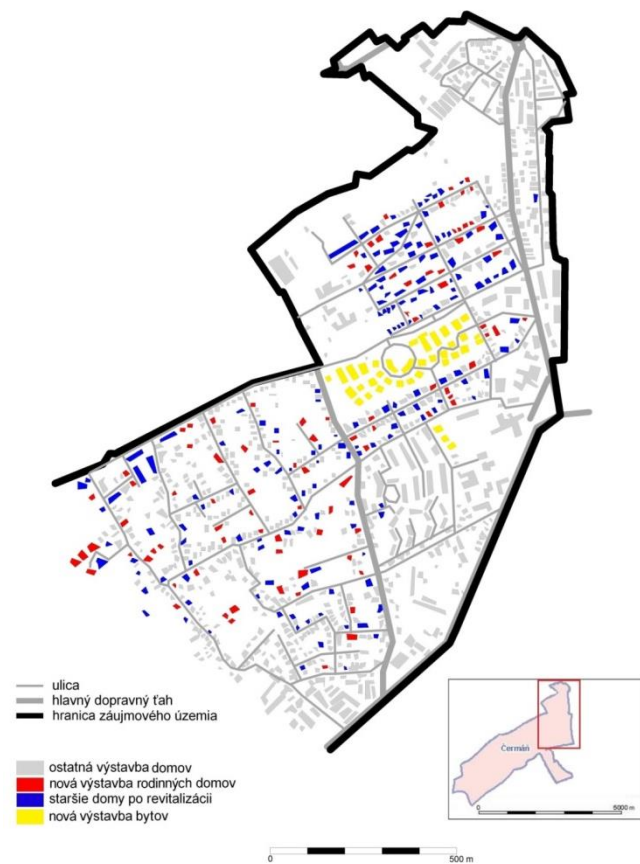 ulica
hlavný dopravný ťah
hranica záujmového územia
ostatná výstavba domov
nová výstavba rodinných domov
staršie domy po revitalizácii
nová výstavba bytov
Čermáň
0 5000 m
0 500 m